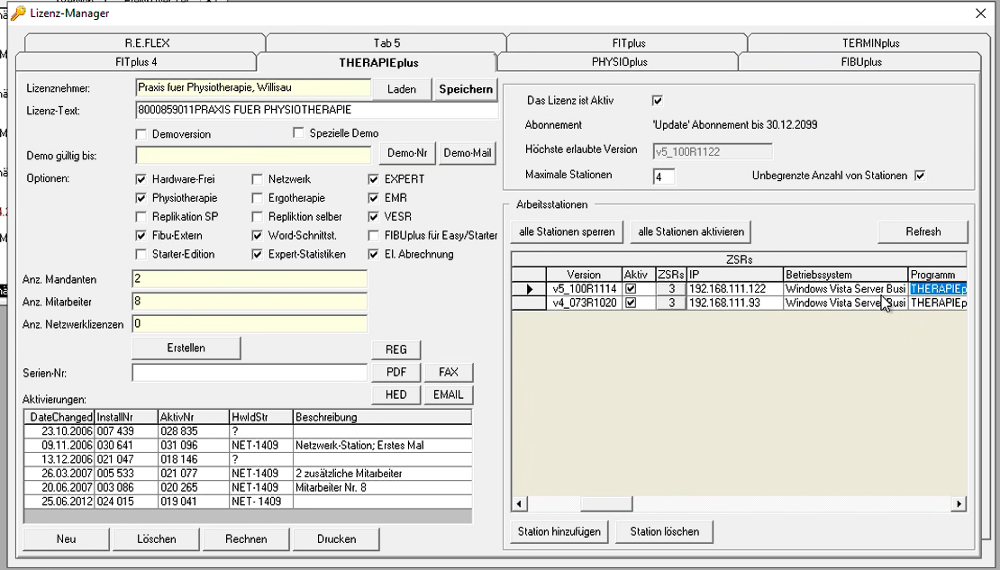 Lizenz-Manager
R.E.FLEX Tab 5 FITplus TERMINplus
FITplus 4 THERAPIEplus PHYSIOplus FIBUplus
Lizenznehmer: Praxis fuer Physiotherapie, Willisau Laden Speichern
Lizenz-Text: 8000859011PRAXIS FUER PHYSIOTHERAPIE
Demoversion Spezielle Demo
Demo gültig bis: Demo-Nr Demo-Mail
Optionen: Hardware-Frei Netzwerk EXPERT
Physiotherapie Ergotherapie EMR
Replikation SP Repliktion selber VESR
Fibu-Extern Word-Schnittst. FIBUplus für Easy/Starter
Starter-Edition Expert-Statistiken El. Abrechnung
Anz. Mandanten 2
Anz. Mitarbeiter 8
Anz. Netzwerklizenzen 0
Erstellen REG
Serien-Nr: PDF FAX
HED EMAIL
Aktivierungen:
DateChanged InstallNr AktivNr HwIdStr Beschreibung
23.10.2006 007 439 028 835 ?
09.11.2006 030 641 031 096 NET-1409 Netzwerk-Station; Erstes Mal
13.12.2006 021 047 018 146 ?
26.03.2007 005 533 021 077 NET-1409 2 zusätzliche Mitarbeiter
20.06.2007 003 086 020 265 NET-1409 Mitarbeiter Nr. 8
25.06.2012 024 015 019 041 NET- 1409
Neu Löschen Rechnen Drucken
Das Lizenz ist Aktiv
Abonnement 'Update' Abonnement bis 30.12.2099
Höchste erlaubte Version v5_100R1122
Maximale Stationen 4 Unbegrenzte Anzahl von Stationen
Arbeitsstationen
alle Stationen sperren alle Stationen aktivieren Refresh
ZSRs
Version Aktiv ZSRs IP Betriebssystem Programm
v5_100R1114 3 192.168.111.122 Windows Vista Server Busi THERAPIEp
v4_073R1020 3 192.168.111.93 Windows Vista Server Busi THERAPIEp
Station hinzufügen Station löschen